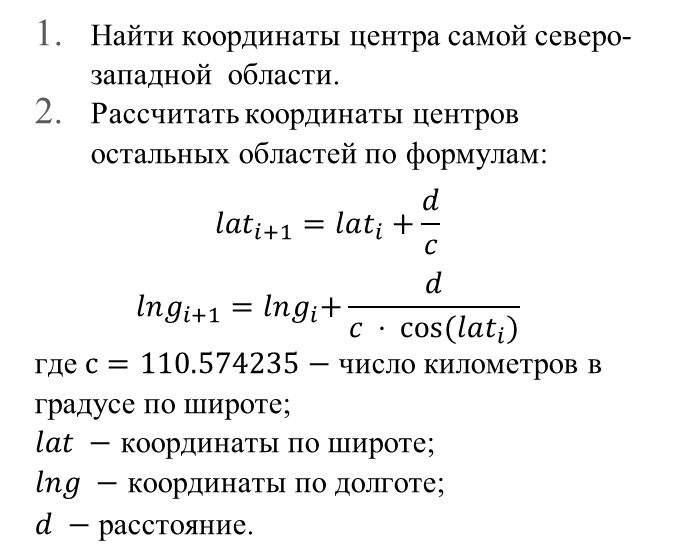 1. Найти координаты центра самой северо-
западной области.
2. Рассчитать координаты центров
остальных областей по формулам:
lat_{i+1} = lat_i + \frac{d}{c}
lng_{i+1} = lng_i + \frac{d}{c \cdot \cos(lat_i)}
где c = 110.574235 − число километров в
градусе по широте;
lat − координаты по широте;
lng − координаты по долготе;
d − расстояние.